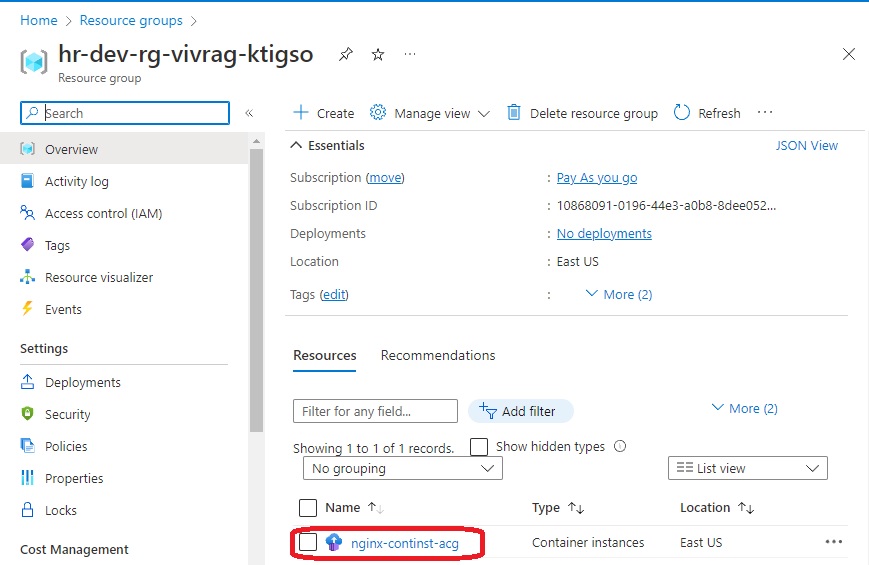 Home > Resource groups >
hr-dev-rg-vivrag-ktigso
Resource group
Search
Overview
Activity log
Access control (IAM)
Tags
Resource visualizer
Events
Settings
Deployments
Security
Policies
Properties
Locks
Cost Management
Create Manage view Delete resource group Refresh ...
Essentials JSON View
Subscription (move) : Pay As you go
Subscription ID : 10868091-0196-44e3-a0b8-8dee052...
Deployments : No deployments
Location : East US
Tags (edit) : More (2)
Resources Recommendations
Filter for any field... Add filter More (2)
Showing 1 to 1 of 1 records. Show hidden types
No grouping List view
Name Type Location
nginx-continst-acg Container instances East US